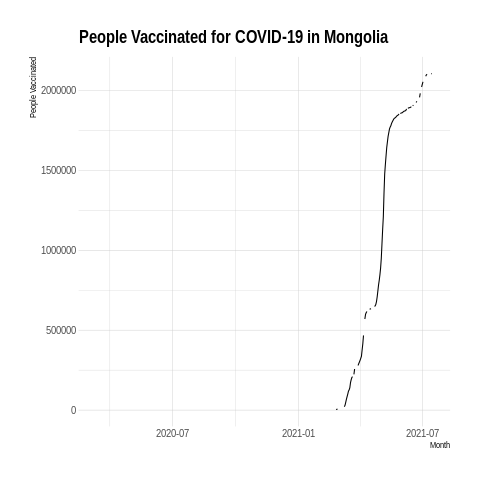 People Vaccinated for COVID-19 in Mongolia
People Vaccinated
2000000
1500000
1000000
500000
0
2020-07
2021-01
2021-07
Month